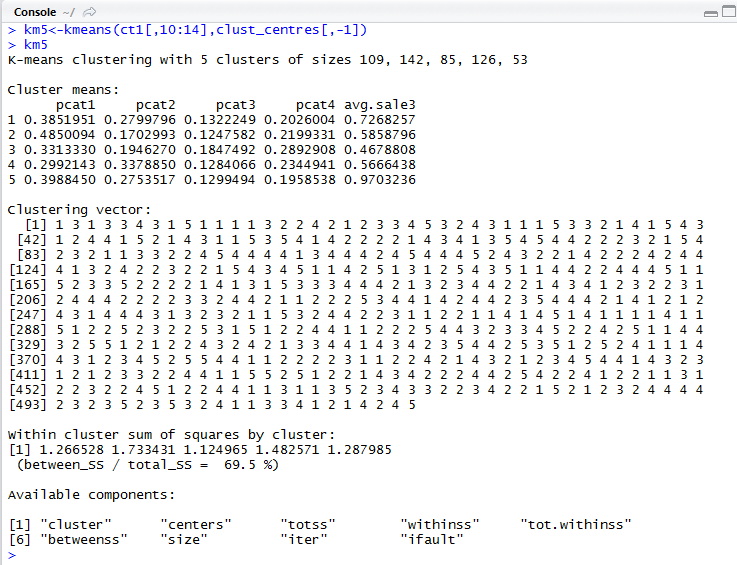 Console ~/
> km5<-kmeans(ct1[,10:14],clust_centres[,-1])
> km5
K-means clustering with 5 clusters of sizes 109, 142, 85, 126, 53
Cluster means:
pcat1 pcat2 pcat3 pcat4 avg.sale3
1 0.3851951 0.2799796 0.1322249 0.2026004 0.7268257
2 0.4850094 0.1702993 0.1247582 0.2199331 0.5858796
3 0.3313330 0.1946270 0.1847492 0.2892908 0.4678808
4 0.2992143 0.3378850 0.1284066 0.2344941 0.5666438
5 0.3988450 0.2753517 0.1299494 0.1958538 0.9703236
Clustering vector:
[1] 1 3 1 3 3 4 3 1 5 1 1 1 1 3 2 2 4 2 1 2 3 3 4 5 3 2 4 3 1 1 1 5 3 3 2 1 4 1 5 4 3
[42] 1 2 4 4 1 5 2 1 4 3 1 1 5 3 5 4 1 4 2 2 2 2 1 4 3 4 1 3 5 4 5 4 4 2 2 2 3 2 1 5 4
[83] 2 3 2 1 1 3 3 2 2 4 5 4 4 4 4 1 3 4 4 4 2 4 5 4 4 4 5 2 4 3 2 2 1 4 2 2 2 4 2 4 4
[124] 4 1 3 2 4 2 2 3 2 2 1 5 4 3 4 5 1 1 4 2 5 1 3 1 2 5 4 3 5 1 1 4 4 2 2 4 4 4 5 1 1
[165] 5 2 3 3 5 2 2 2 2 1 4 1 3 1 5 3 3 3 4 4 4 2 1 3 2 3 4 4 2 2 1 4 3 4 1 2 3 2 2 3 1
[206] 2 4 4 4 2 2 2 2 3 3 2 4 4 2 1 1 2 2 2 5 3 4 4 1 4 2 4 4 2 3 5 4 4 4 2 1 4 1 2 1 2
[247] 4 3 1 4 4 4 3 1 3 2 3 2 1 1 5 3 2 4 4 2 2 3 1 1 2 2 1 1 4 1 4 5 1 4 1 1 1 1 4 1 1
[288] 5 1 2 2 5 2 3 2 2 5 3 1 5 1 2 2 4 4 1 1 2 2 2 5 4 4 3 2 3 3 4 5 2 2 4 2 5 1 1 4 4
[329] 3 2 5 5 1 2 1 2 2 4 3 2 4 2 1 3 3 4 4 1 4 3 4 2 3 5 4 4 2 5 3 5 1 2 5 2 4 1 1 1 4
[370] 4 3 1 2 3 4 5 2 5 5 4 4 1 1 2 2 2 2 3 1 1 2 2 4 2 1 4 3 2 1 2 3 4 5 4 4 1 4 3 2 3
[411] 1 2 1 2 3 3 2 2 4 4 1 1 5 5 2 5 1 2 2 1 4 3 4 2 2 2 4 4 2 5 4 2 2 4 1 2 2 1 1 3 1
[452] 2 2 3 2 2 4 5 1 2 2 4 4 1 1 3 1 1 3 5 2 3 4 3 3 2 2 3 4 2 2 1 5 2 1 2 3 2 4 4 4 4
[493] 2 3 2 3 5 2 3 5 3 2 4 1 1 3 3 4 1 2 1 4 2 4 5
Within cluster sum of squares by cluster:
[1] 1.266528 1.733431 1.124965 1.482571 1.287985
(between_SS / total_SS = 69.5 %)
Available components:
[1] "cluster" "centers" "totss" "withinss" "tot.withinss"
[6] "betweenss" "size" "iter" "ifault"
>